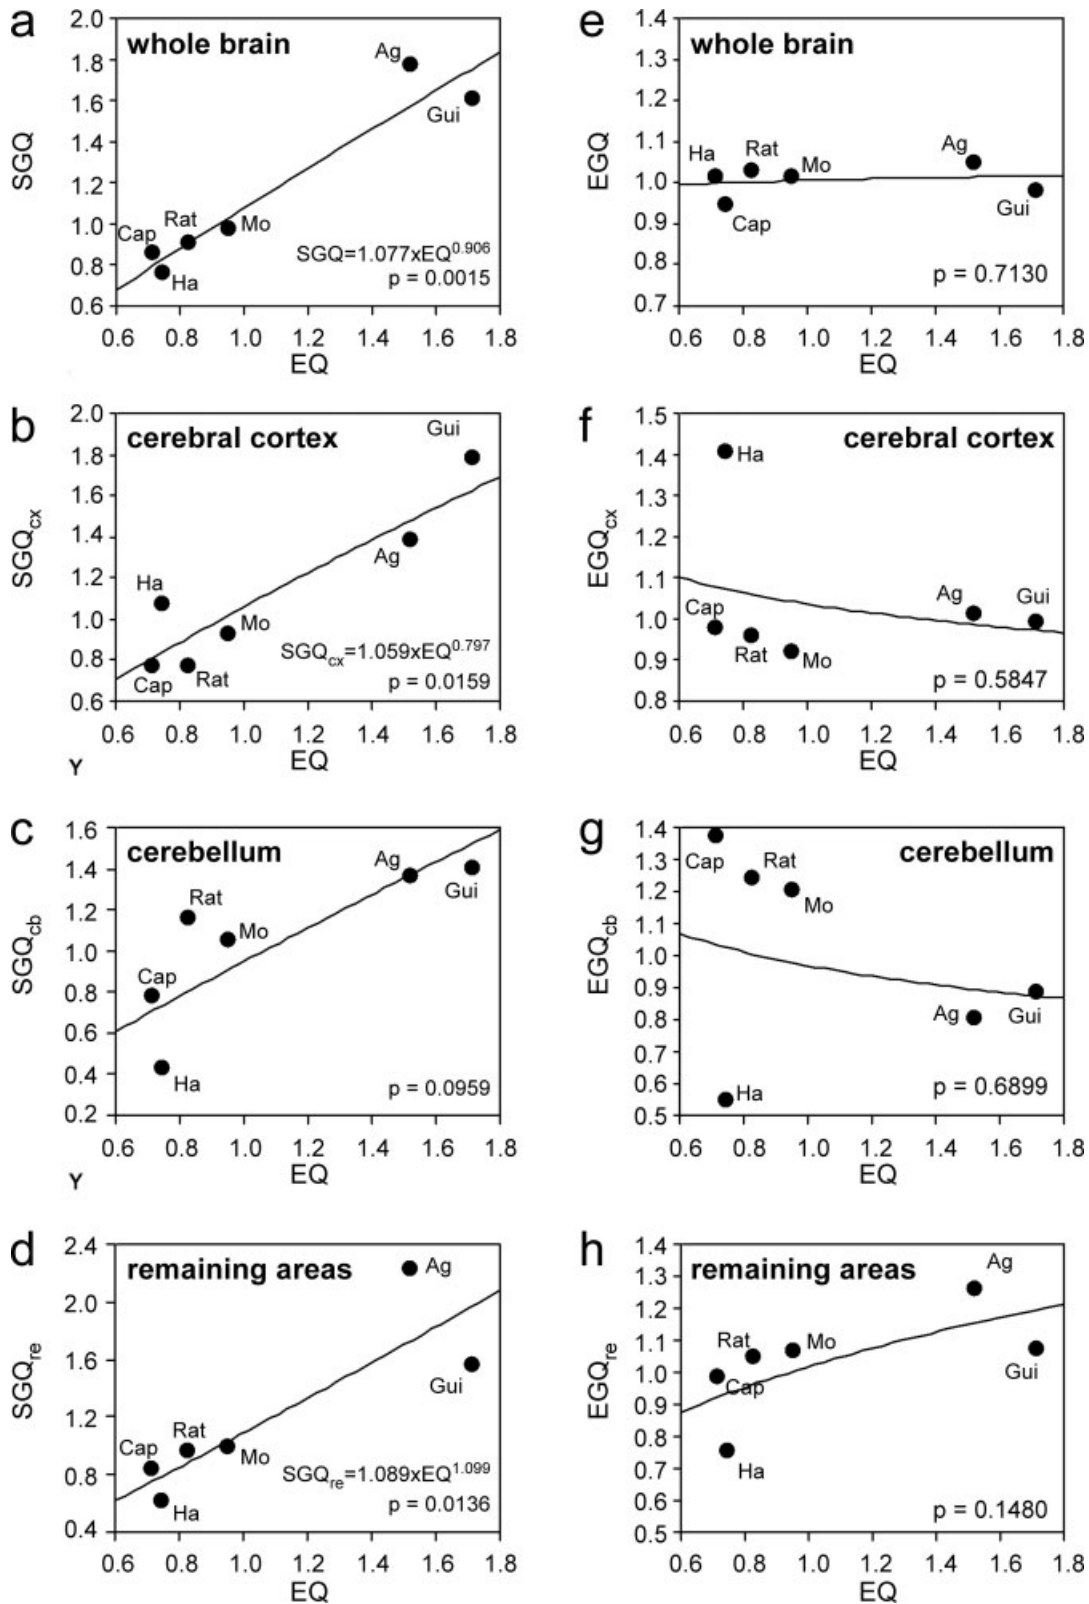 a
whole brain
SGQ
2.0
1.8
1.6
1.4
1.2
1.0
0.8
0.6
Ag
Gui
Cap
Rat
Mo
Ha
SGQ=1.077xEQ^0.906
p = 0.0015
0.6 0.8 1.0 1.2 1.4 1.6 1.8
EQ
e
whole brain
EGQ
1.4
1.3
1.2
1.1
1.0
0.9
0.8
0.7
Ha
Rat
Mo
Ag
Cap
Gui
p = 0.7130
0.6 0.8 1.0 1.2 1.4 1.6 1.8
EQ
b
cerebral cortex
SGQcx
2.0
1.8
1.6
1.4
1.2
1.0
0.8
0.6
Gui
Ag
Ha
Mo
Cap
Rat
SGQcx=1.059xEQ^0.797
p = 0.0159
0.6 0.8 1.0 1.2 1.4 1.6 1.8
EQ
Y
f
cerebral cortex
EGQcx
1.5
1.4
1.3
1.2
1.1
1.0
0.9
0.8
Ha
Cap
Ag
Gui
Rat
Mo
p = 0.5847
0.6 0.8 1.0 1.2 1.4 1.6 1.8
EQ
c
cerebellum
SGQcb
1.6
1.4
1.2
1.0
0.8
0.6
0.4
0.2
Ag
Gui
Rat
Mo
Cap
Ha
p = 0.0959
0.6 0.8 1.0 1.2 1.4 1.6 1.8
EQ
Y
g
cerebellum
EGQcb
1.4
1.3
1.2
1.1
1.0
0.9
0.8
0.7
0.6
0.5
Cap
Rat
Mo
Ag
Gui
Ha
p = 0.6899
0.6 0.8 1.0 1.2 1.4 1.6 1.8
EQ
d
remaining areas
SGQre
2.4
2.0
1.6
1.2
0.8
0.4
Ag
Gui
Cap
Rat
Mo
Ha
SGQre=1.089xEQ^1.099
p = 0.0136
0.6 0.8 1.0 1.2 1.4 1.6 1.8
EQ
h
remaining areas
EGQre
1.4
1.3
1.2
1.1
1.0
0.9
0.8
0.7
0.6
0.5
Ag
Rat
Mo
Cap
Gui
Ha
p = 0.1480
0.6 0.8 1.0 1.2 1.4 1.6 1.8
EQ